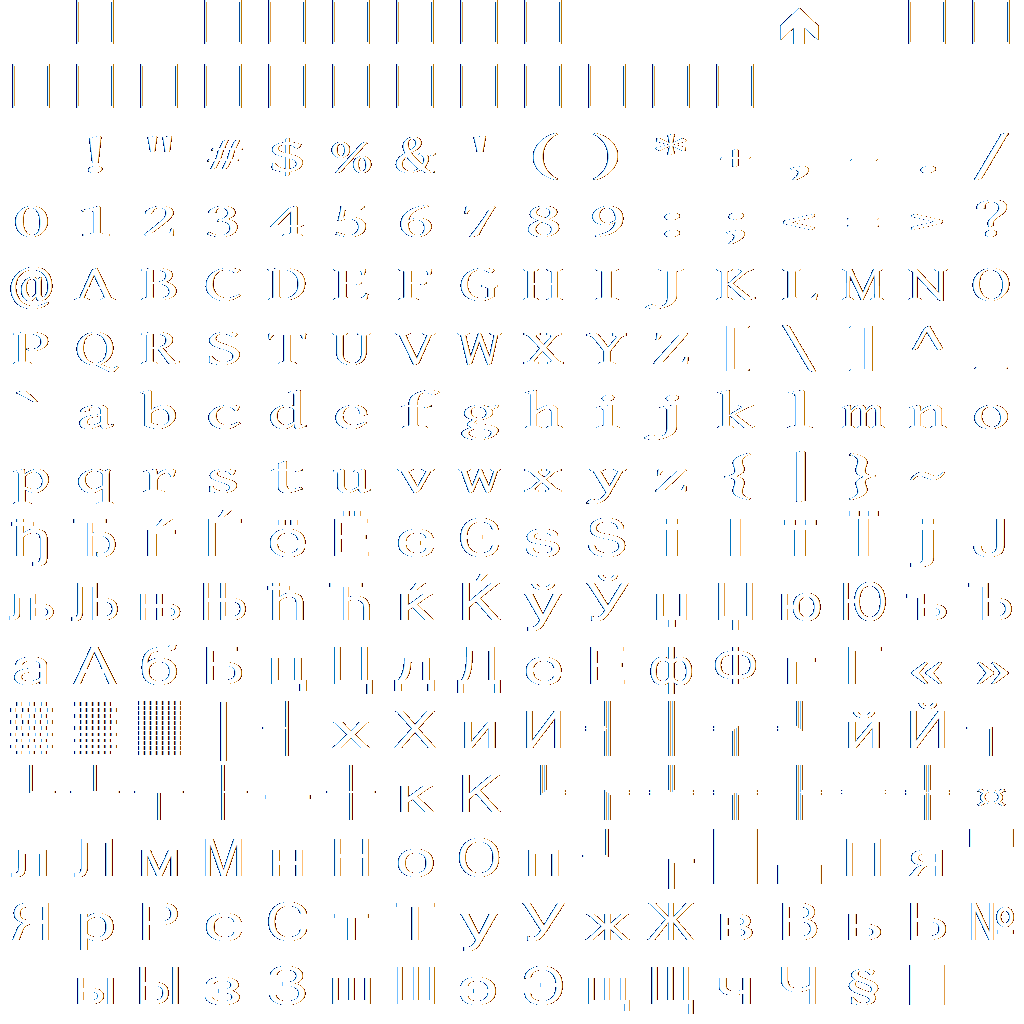 ! " # $ % & ' ( ) * + , - . /
0 1 2 3 4 5 6 7 8 9 : ; < = > ?
@ A B C D E F G H I J K L M N O
P Q R S T U V W X Y Z [ \ ] ^ _
` a b c d e f g h i j k l m n o
p q r s t u v w x y z { | } ~
ђ Ђ ѓ Ѓ ё Ё є Є ѕ Ѕ і І ї Ї ј Ј
љ Љ њ Њ ћ Ћ ќ Ќ ў Ў џ Џ ю Ю ъ Ъ
а А б Б ц Ц д Д е Е ф Ф г Г « »
░ ▒ ▓ │ ┤ х Х и И ╣ ║ ╗ ╝ й Й ┐
└ ┴ ┬ ├ ─ ┼ к К ╚ ╔ ╩ ╦ ╠ ═ ╬ ¤
л Л м М н Н о О п ┘ ┌ █ ▄ П я ▀
Я р Р с С т Т у У ж Ж в В ь Ь №
ы Ы з З ш Ш э Э щ Щ ч Ч § ■